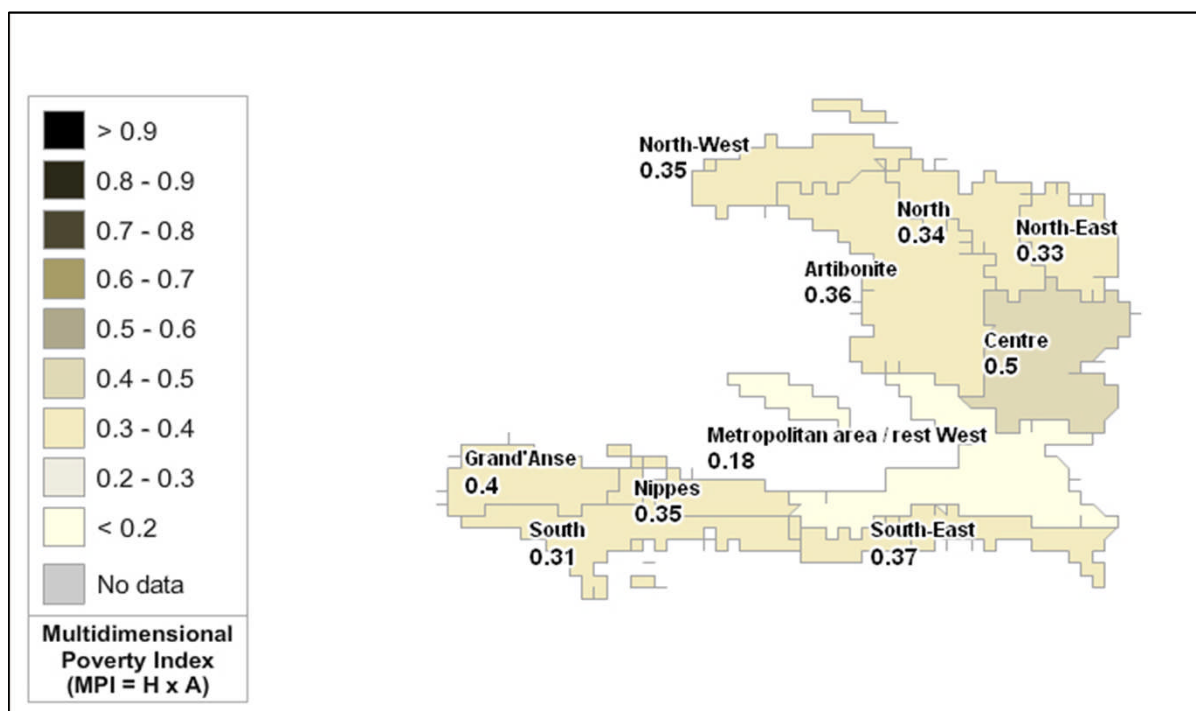 > 0.9
0.8 - 0.9
0.7 - 0.8
0.6 - 0.7
0.5 - 0.6
0.4 - 0.5
0.3 - 0.4
0.2 - 0.3
< 0.2
No data
Multidimensional
Poverty Index
(MPI = H x A)
North-West
0.35
North
0.34
North-East
0.33
Artibonite
0.36
Centre
0.5
Metropolitan area / rest West
0.18
Grand'Anse
0.4
Nippes
0.35
South
0.31
South-East
0.37